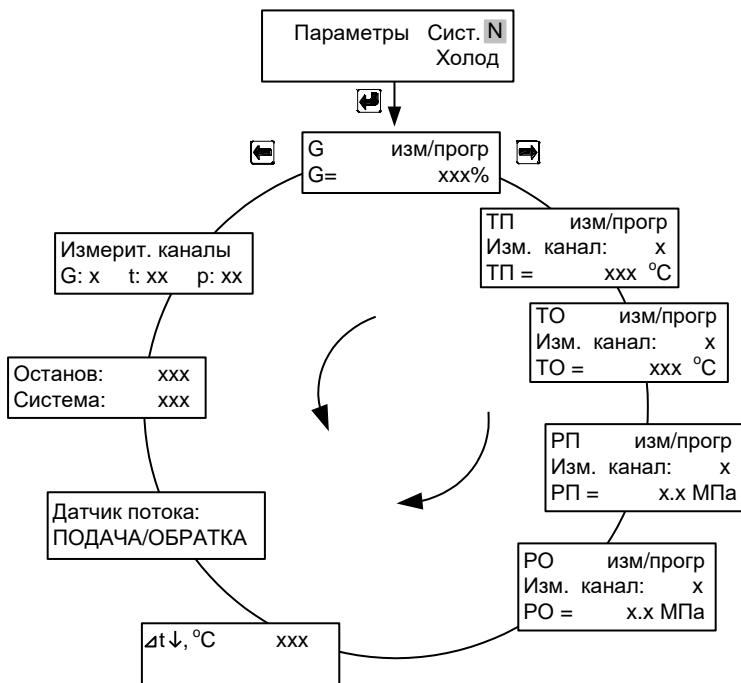 Параметры Сист. N
Холод
G изм/прогр
G= xxx%
ТП изм/прогр
Изм. канал: x
ТП = xxx °C
ТО изм/прогр
Изм. канал: x
ТО = xxx °C
РП изм/прогр
Изм. канал: x
РП = x.x МПа
РО изм/прогр
Изм. канал: x
РО = x.x МПа
⊿t↓, °C xxx
Датчик потока:
ПОДАЧА/ОБРАТКА
Останов: xxx
Система: xxx
Измерит. каналы
G: x t: xx p: xx